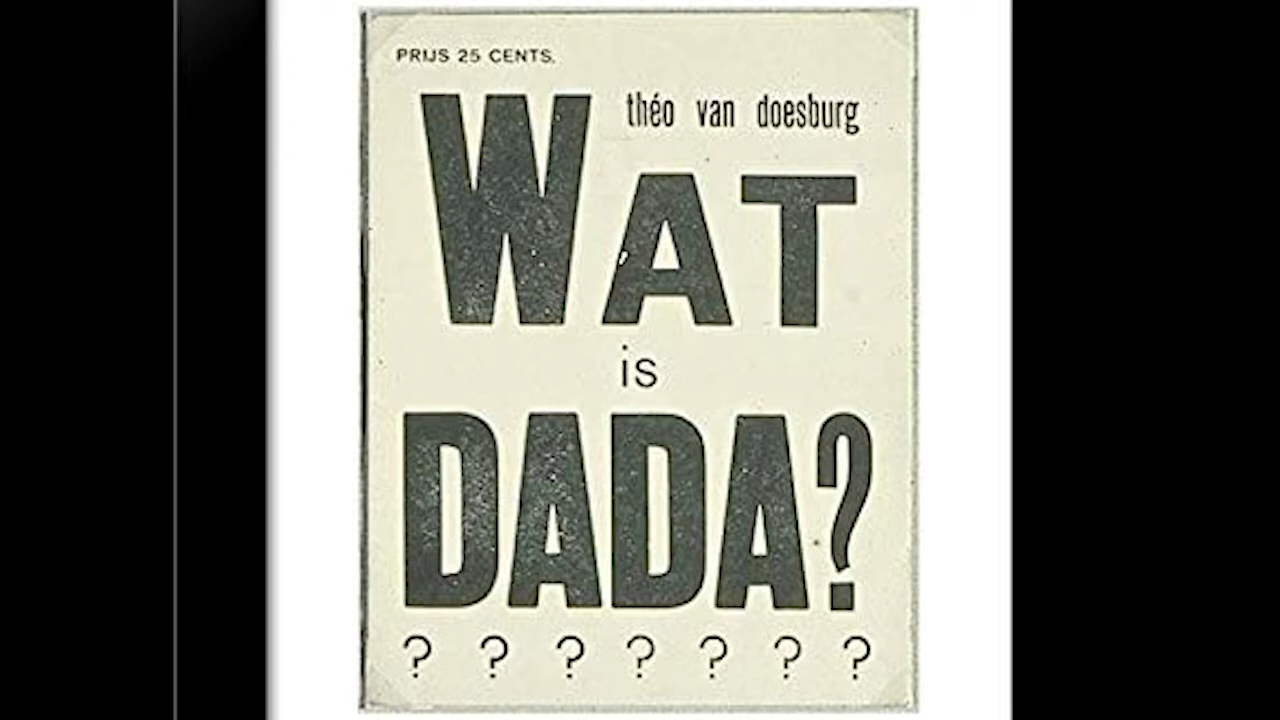 PRIJS 25 CENTS.
théo van doesburg
WAT
is
DADA?
? ? ? ? ? ? ?